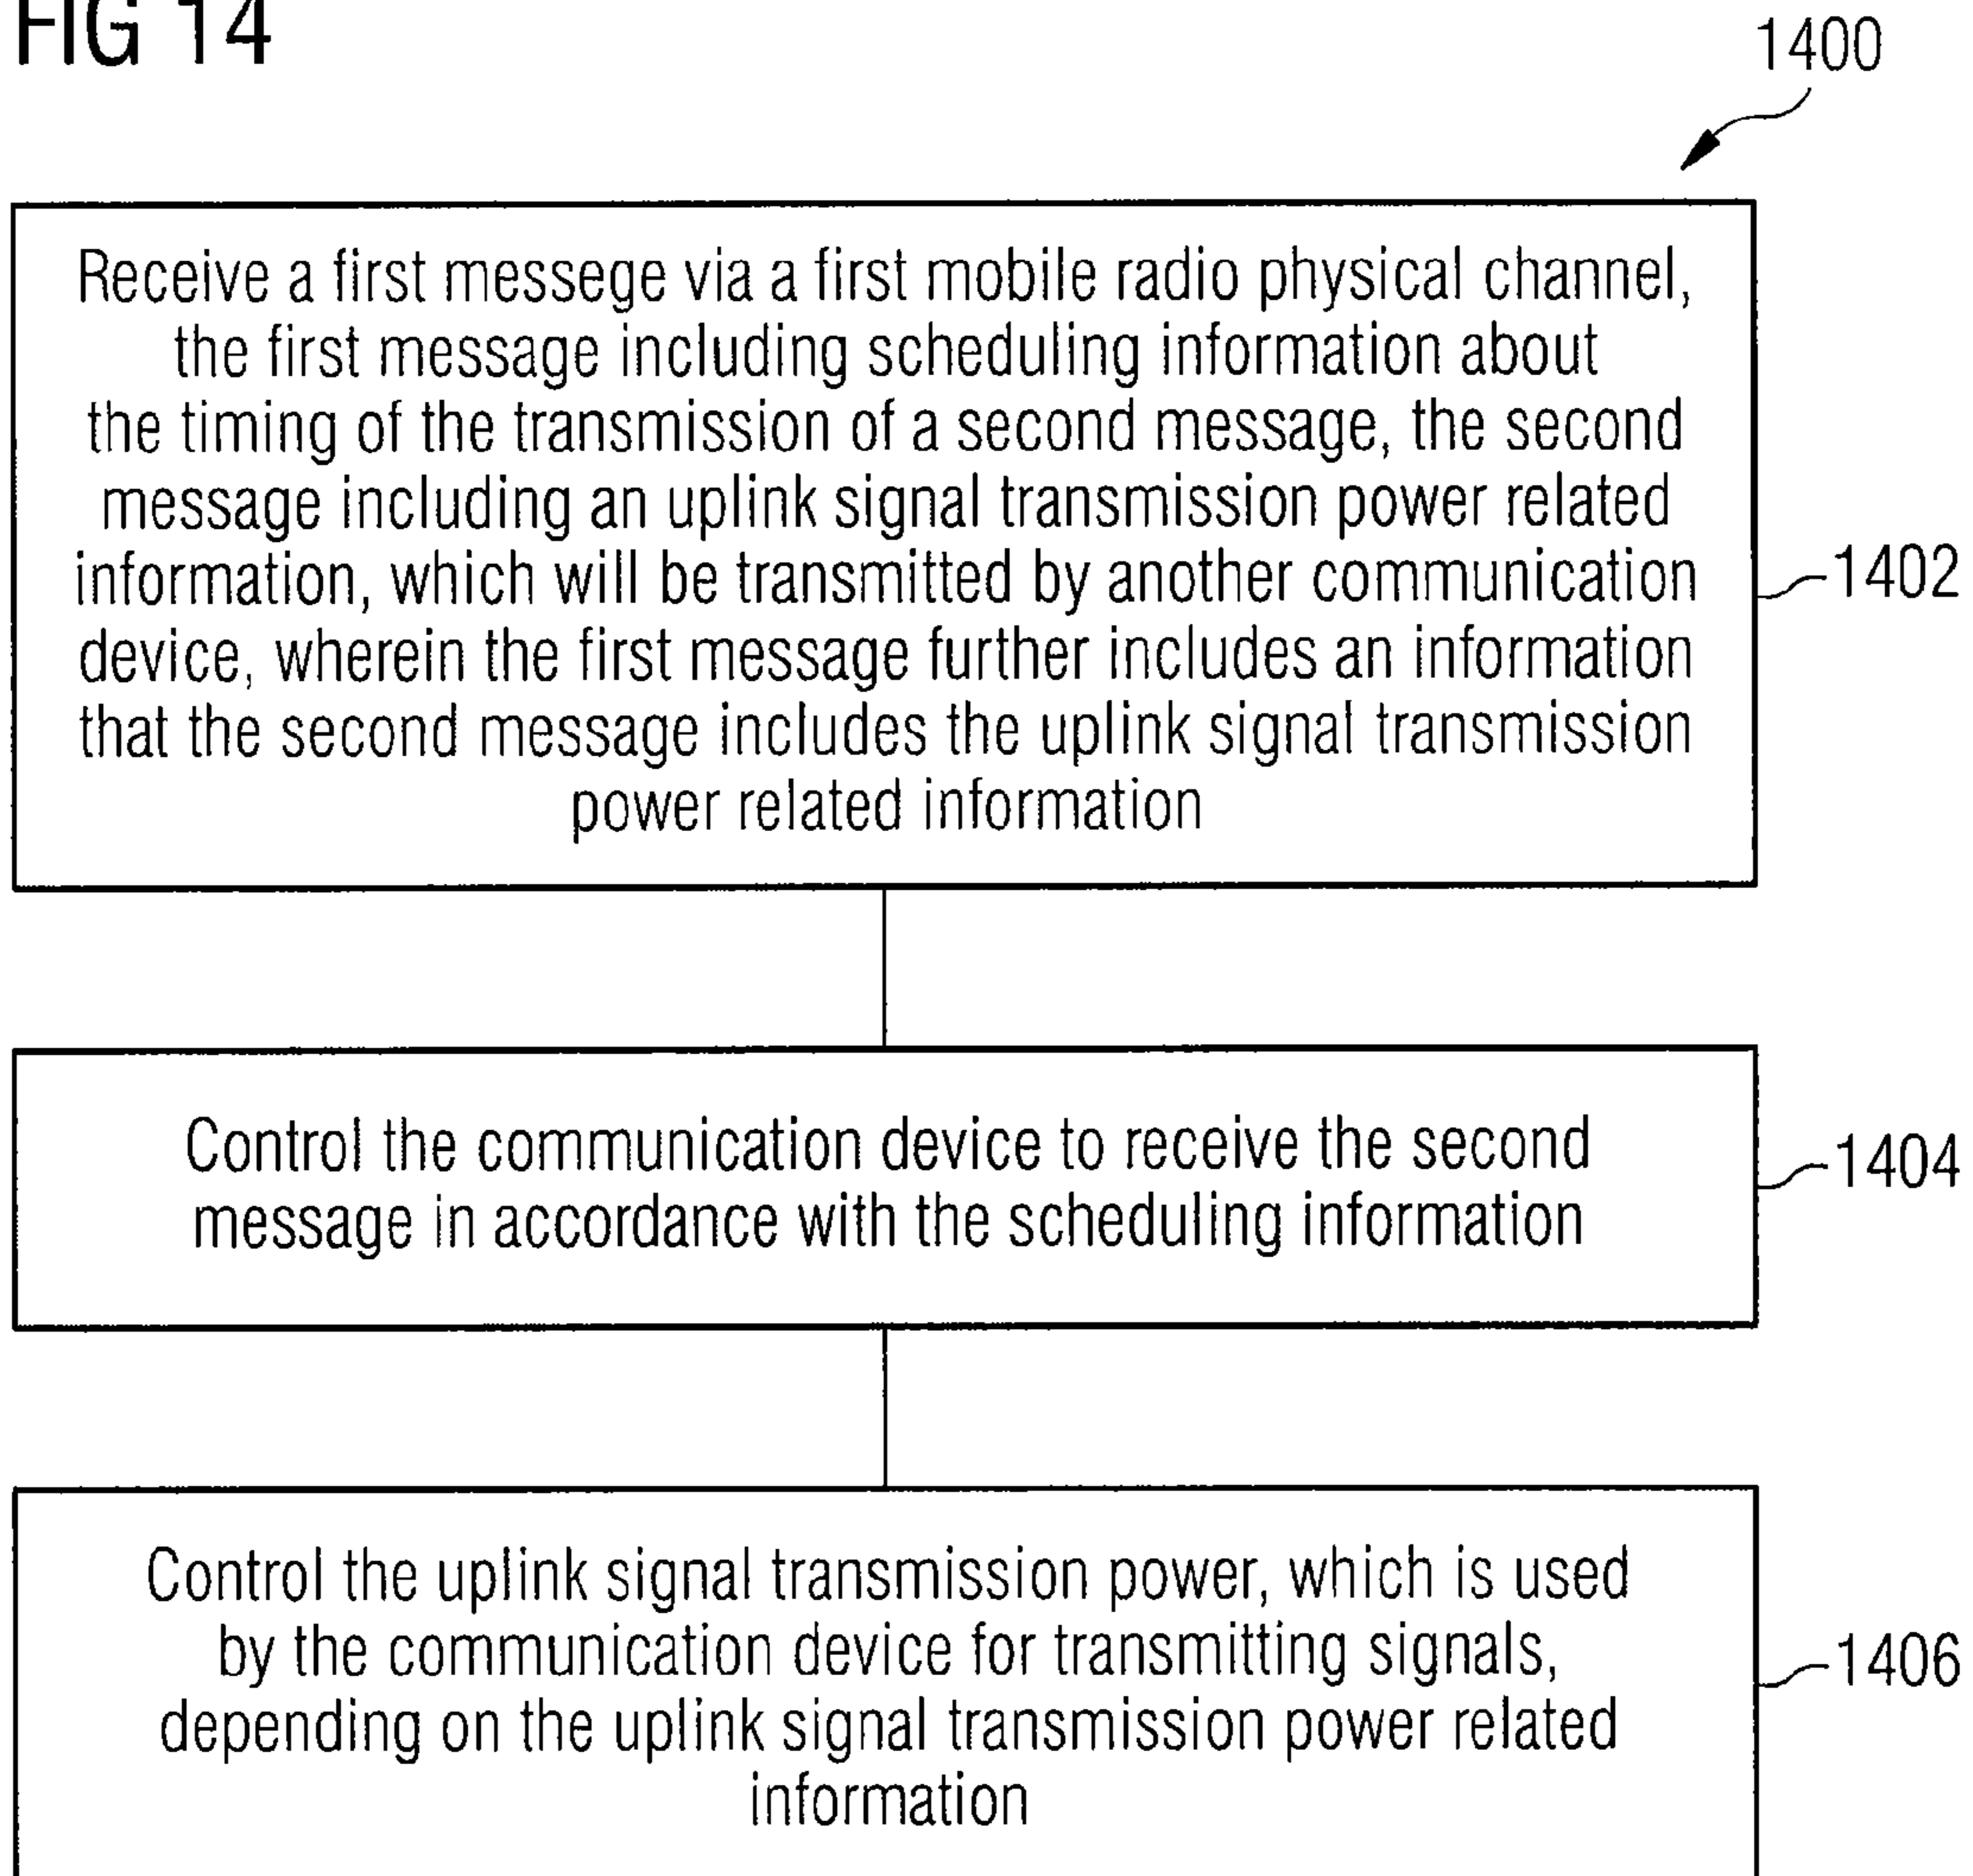 FIG 14
1400
Receive a first messege via a first mobile radio physical channel,
the first message including scheduling information about
the timing of the transmission of a second message, the second
message including an uplink signal transmission power related
information, which will be transmitted by another communication
device, wherein the first message further includes an information
that the second message includes the uplink signal transmission
power related information
1402
Control the communication device to receive the second
message in accordance with the scheduling information
1404
Control the uplink signal transmission power, which is used
by the communication device for transmitting signals,
depending on the uplink signal transmission power related
information
1406